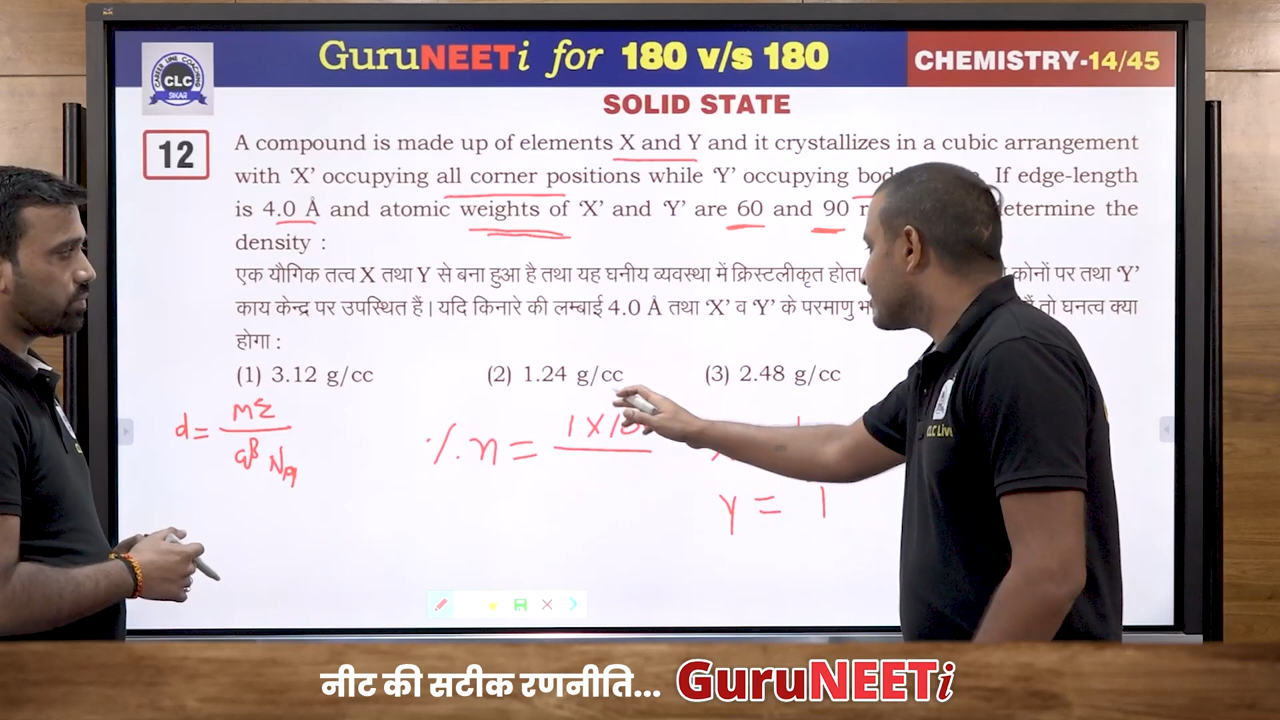 GuruNEETi for 180 v/s 180
CHEMISTRY-14/45
CAREER LINE COACHING
CLC
SIKAR
SOLID STATE
12
A compound is made up of elements X and Y and it crystallizes in a cubic arrangement
with ‘X’ occupying all corner positions while ‘Y’ occupying If edge-length
is 4.0 Å and atomic weights of ‘X’ and ‘Y’ are 60 and 90 determine the
density :
एक यौगिक तत्व X तथा Y से बना हुआ है तथा यह घनीय व्यवस्था में क्रिस्टलीकृत कोनों पर तथा ‘Y’
काय केन्द्र पर उपस्थित हैं। यदि किनारे की लम्बाई 4.0 Å तथा ‘X’ व ‘Y’ के परमाणु तो घनत्व क्या
होगा :
(1) 3.12 g/cc (2) 1.24 g/cc (3) 2.48 g/cc
y = 1
नीट की सटीक रणनीति... GuruNEETi